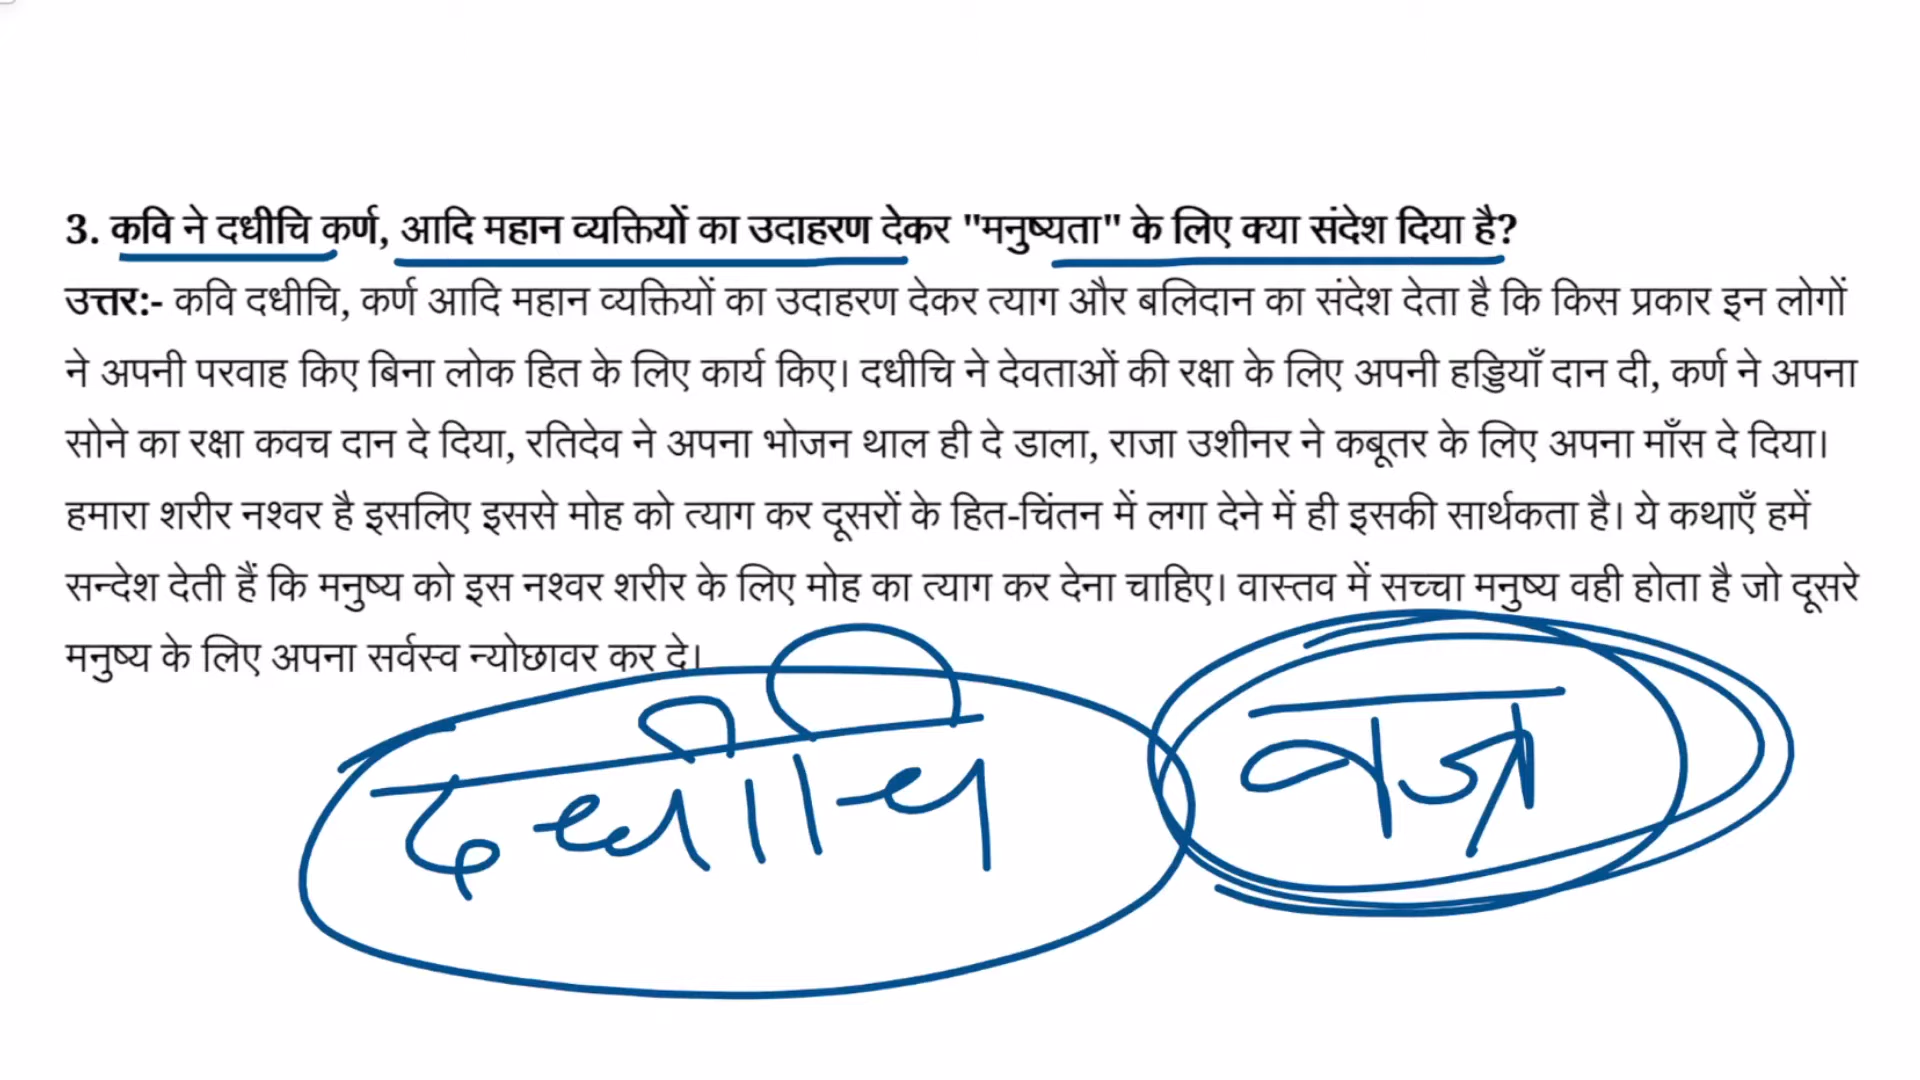 3. कवि ने दधीचि कर्ण, आदि महान व्यक्तियों का उदाहरण देकर "मनुष्यता" के लिए क्या संदेश दिया है?
उत्तर:- कवि दधीचि, कर्ण आदि महान व्यक्तियों का उदाहरण देकर त्याग और बलिदान का संदेश देता है कि किस प्रकार इन लोगों
ने अपनी परवाह किए बिना लोक हित के लिए कार्य किए। दधीचि ने देवताओं की रक्षा के लिए अपनी हड्डियाँ दान दी, कर्ण ने अपना
सोने का रक्षा कवच दान दे दिया, रतिदेव ने अपना भोजन थाल ही दे डाला, राजा उशीनर ने कबूतर के लिए अपना माँस दे दिया।
हमारा शरीर नश्वर है इसलिए इससे मोह को त्याग कर दूसरों के हित-चिंतन में लगा देने में ही इसकी सार्थकता है। ये कथाएँ हमें
सन्देश देती हैं कि मनुष्य को इस नश्वर शरीर के लिए मोह का त्याग कर देना चाहिए। वास्तव में सच्चा मनुष्य वही होता है जो दूसरे
मनुष्य के लिए अपना सर्वस्व न्योछावर कर दे।
दधीचि वज्र